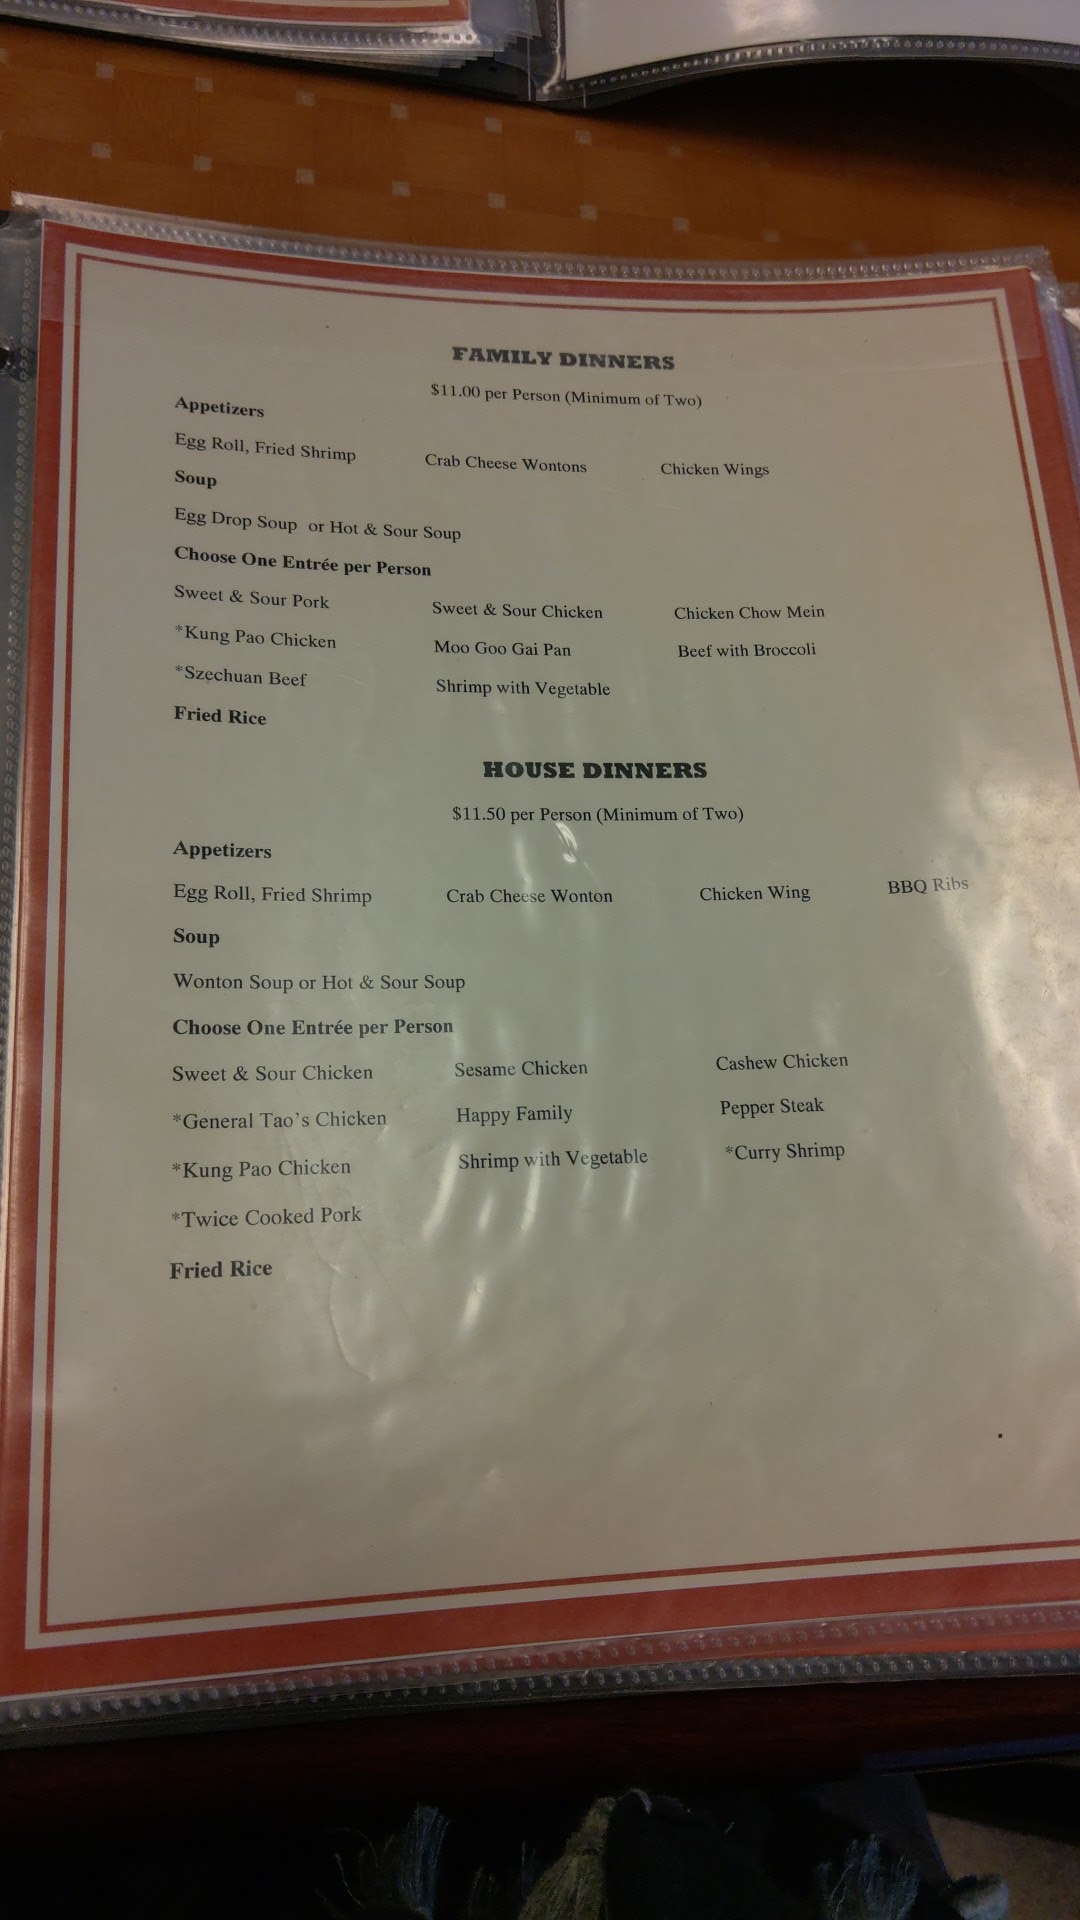 FAMILY DINNERS
$11.00 per Person (Minimum of Two)
Appetizers
Egg Roll, Fried Shrimp Crab Cheese Wontons Chicken Wings
Soup
Egg Drop Soup or Hot & Sour Soup
Choose One Entrée per Person
Sweet & Sour Pork Sweet & Sour Chicken Chicken Chow Mein
*Kung Pao Chicken Moo Goo Gai Pan Beef with Broccoli
*Szechuan Beef Shrimp with Vegetable
Fried Rice
HOUSE DINNERS
$11.50 per Person (Minimum of Two)
Appetizers
Egg Roll, Fried Shrimp Crab Cheese Wonton Chicken Wing BBQ Ribs
Soup
Wonton Soup or Hot & Sour Soup
Choose One Entrée per Person
Sweet & Sour Chicken Sesame Chicken Cashew Chicken
*General Tao's Chicken Happy Family Pepper Steak
*Kung Pao Chicken Shrimp with Vegetable *Curry Shrimp
*Twice Cooked Pork
Fried Rice